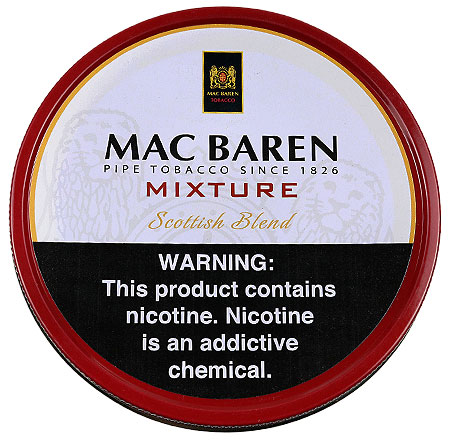 MAC BAREN
TOBACCO
MAC BAREN
PIPE TOBACCO SINCE 1826
MIXTURE
Scottish Blend
WARNING:
This product contains
nicotine. Nicotine
is an addictive
chemical.